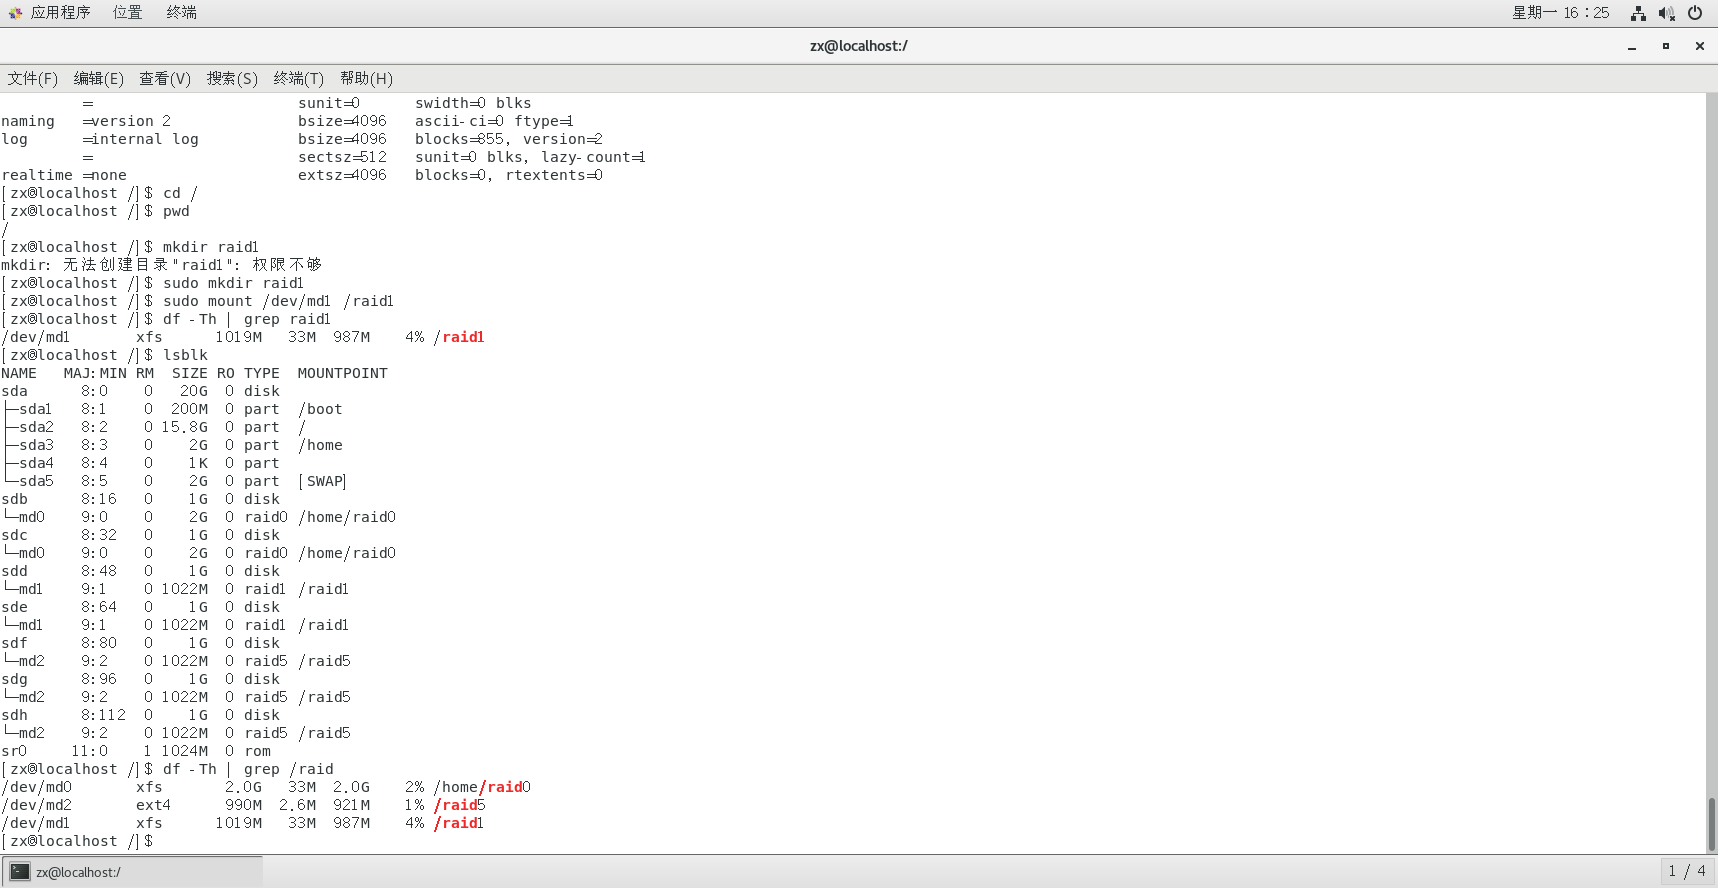 应用程序 位置 终端 星期一 16：25
zx@localhost:/
文件(F) 编辑(E) 查看(V) 搜索(S) 终端(T) 帮助(H)
         =                       sunit=0      swidth=0 blks
naming   =version 2              bsize=4096   ascii-ci=0 ftype=1
log      =internal log           bsize=4096   blocks=855, version=2
         =                       sectsz=512   sunit=0 blks, lazy-count=1
realtime =none                   extsz=4096   blocks=0, rtextents=0
[zx@localhost /]$ cd /
[zx@localhost /]$ pwd
/
[zx@localhost /]$ mkdir raid1
mkdir: 无法创建目录"raid1": 权限不够
[zx@localhost /]$ sudo mkdir raid1
[zx@localhost /]$ sudo mount /dev/md1 /raid1
[zx@localhost /]$ df -Th | grep raid1
/dev/md1       xfs      1019M   33M  987M    4% /raid1
[zx@localhost /]$ lsblk
NAME   MAJ:MIN RM  SIZE RO TYPE  MOUNTPOINT
sda      8:0    0   20G  0 disk
├─sda1   8:1    0  200M  0 part  /boot
├─sda2   8:2    0 15.8G  0 part  /
├─sda3   8:3    0    2G  0 part  /home
├─sda4   8:4    0    1K  0 part
└─sda5   8:5    0    2G  0 part  [SWAP]
sdb      8:16   0    1G  0 disk
└─md0    9:0    0    2G  0 raid0 /home/raid0
sdc      8:32   0    1G  0 disk
└─md0    9:0    0    2G  0 raid0 /home/raid0
sdd      8:48   0    1G  0 disk
└─md1    9:1    0 1022M  0 raid1 /raid1
sde      8:64   0    1G  0 disk
└─md1    9:1    0 1022M  0 raid1 /raid1
sdf      8:80   0    1G  0 disk
└─md2    9:2    0 1022M  0 raid5 /raid5
sdg      8:96   0    1G  0 disk
└─md2    9:2    0 1022M  0 raid5 /raid5
sdh      8:112  0    1G  0 disk
└─md2    9:2    0 1022M  0 raid5 /raid5
sr0     11:0    1 1024M  0 rom
[zx@localhost /]$ df -Th | grep /raid
/dev/md0       xfs       2.0G   33M  2.0G    2% /home/raid0
/dev/md2       ext4      990M  2.6M  921M    1% /raid5
/dev/md1       xfs      1019M   33M  987M    4% /raid1
[zx@localhost /]$
zx@localhost:/ 1 / 4